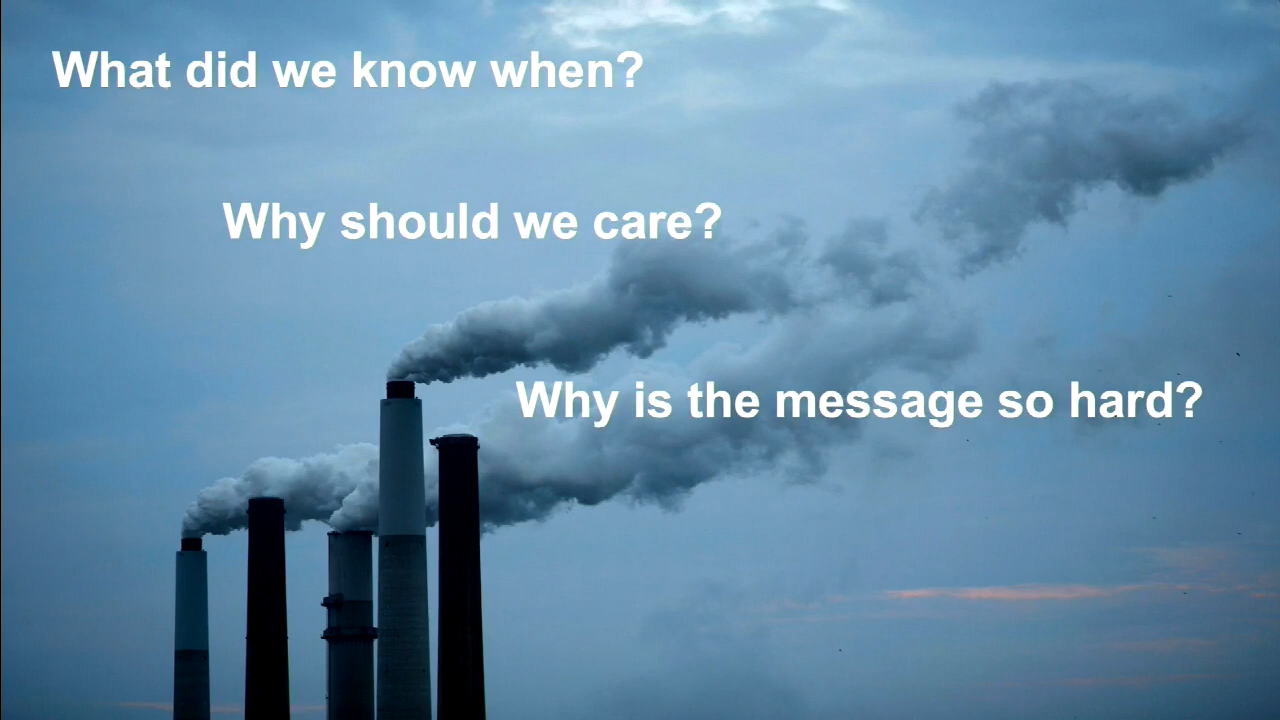 What did we know when?
Why should we care?
Why is the message so hard?